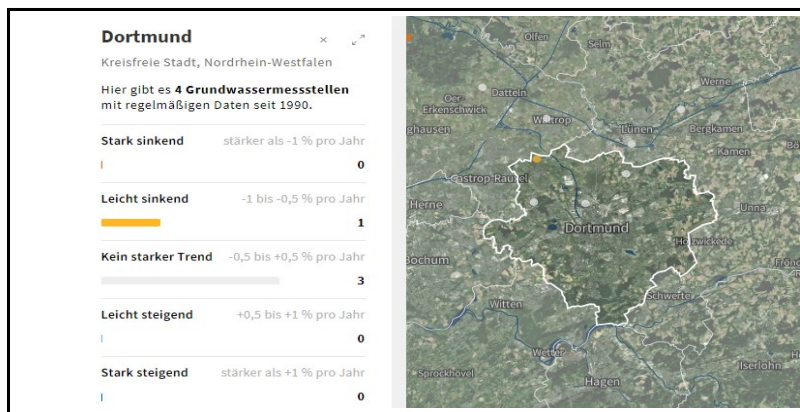 Dortmund
Kreisfreie Stadt, Nordrhein-Westfalen
Hier gibt es 4 Grundwassermessstellen
mit regelmäßigen Daten seit 1990.
Stark sinkend stärker als -1 % pro Jahr
0
Leicht sinkend -1 bis -0,5 % pro Jahr
1
Kein starker Trend -0,5 bis +0,5 % pro Jahr
3
Leicht steigend +0,5 bis +1 % pro Jahr
0
Stark steigend stärker als +1 % pro Jahr
0
Olfen
Selm
Datteln
Werne
Oer
Erkenschwick
Waltrop
ghausen
Lünen
Bergkamen
Kamen
Castrop-Rauxel
Herne
Unna
Dortmund
Holzwickede
Bochum
Schwerte
Witten
Wetter
Iserlohn
Sprockhövel
Hagen